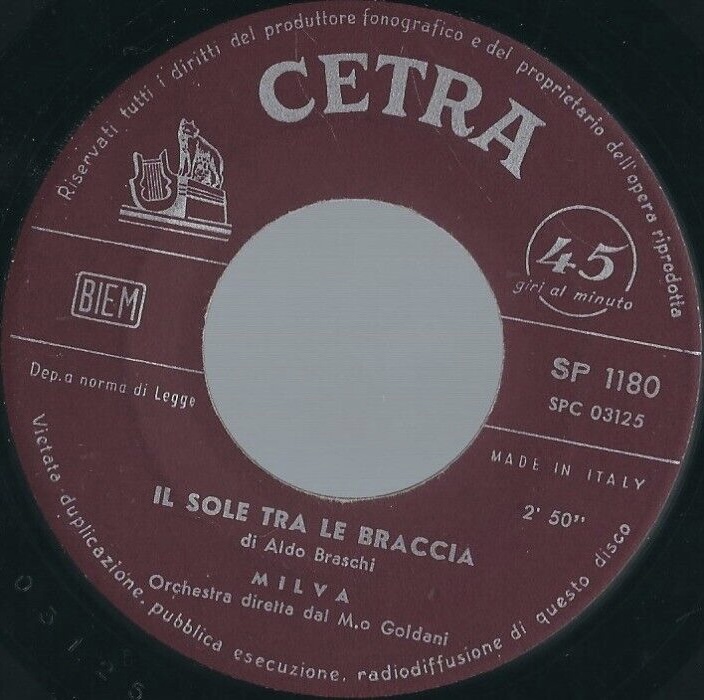 Riservati tutti i diritti del produttore fonografico e del proprietario dell'opera riprodotta
CETRA
45
giri al minuto
BIEM
SP 1180
SPC 03125
Dep. a norma di Legge
MADE IN ITALY
2' 50"
IL SOLE TRA LE BRACCIA
di Aldo Braschi
MILVA
Orchestra diretta dal M.o Goldani
Vietata duplicazione, pubblica esecuzione, radiodiffusione di questo disco
03125